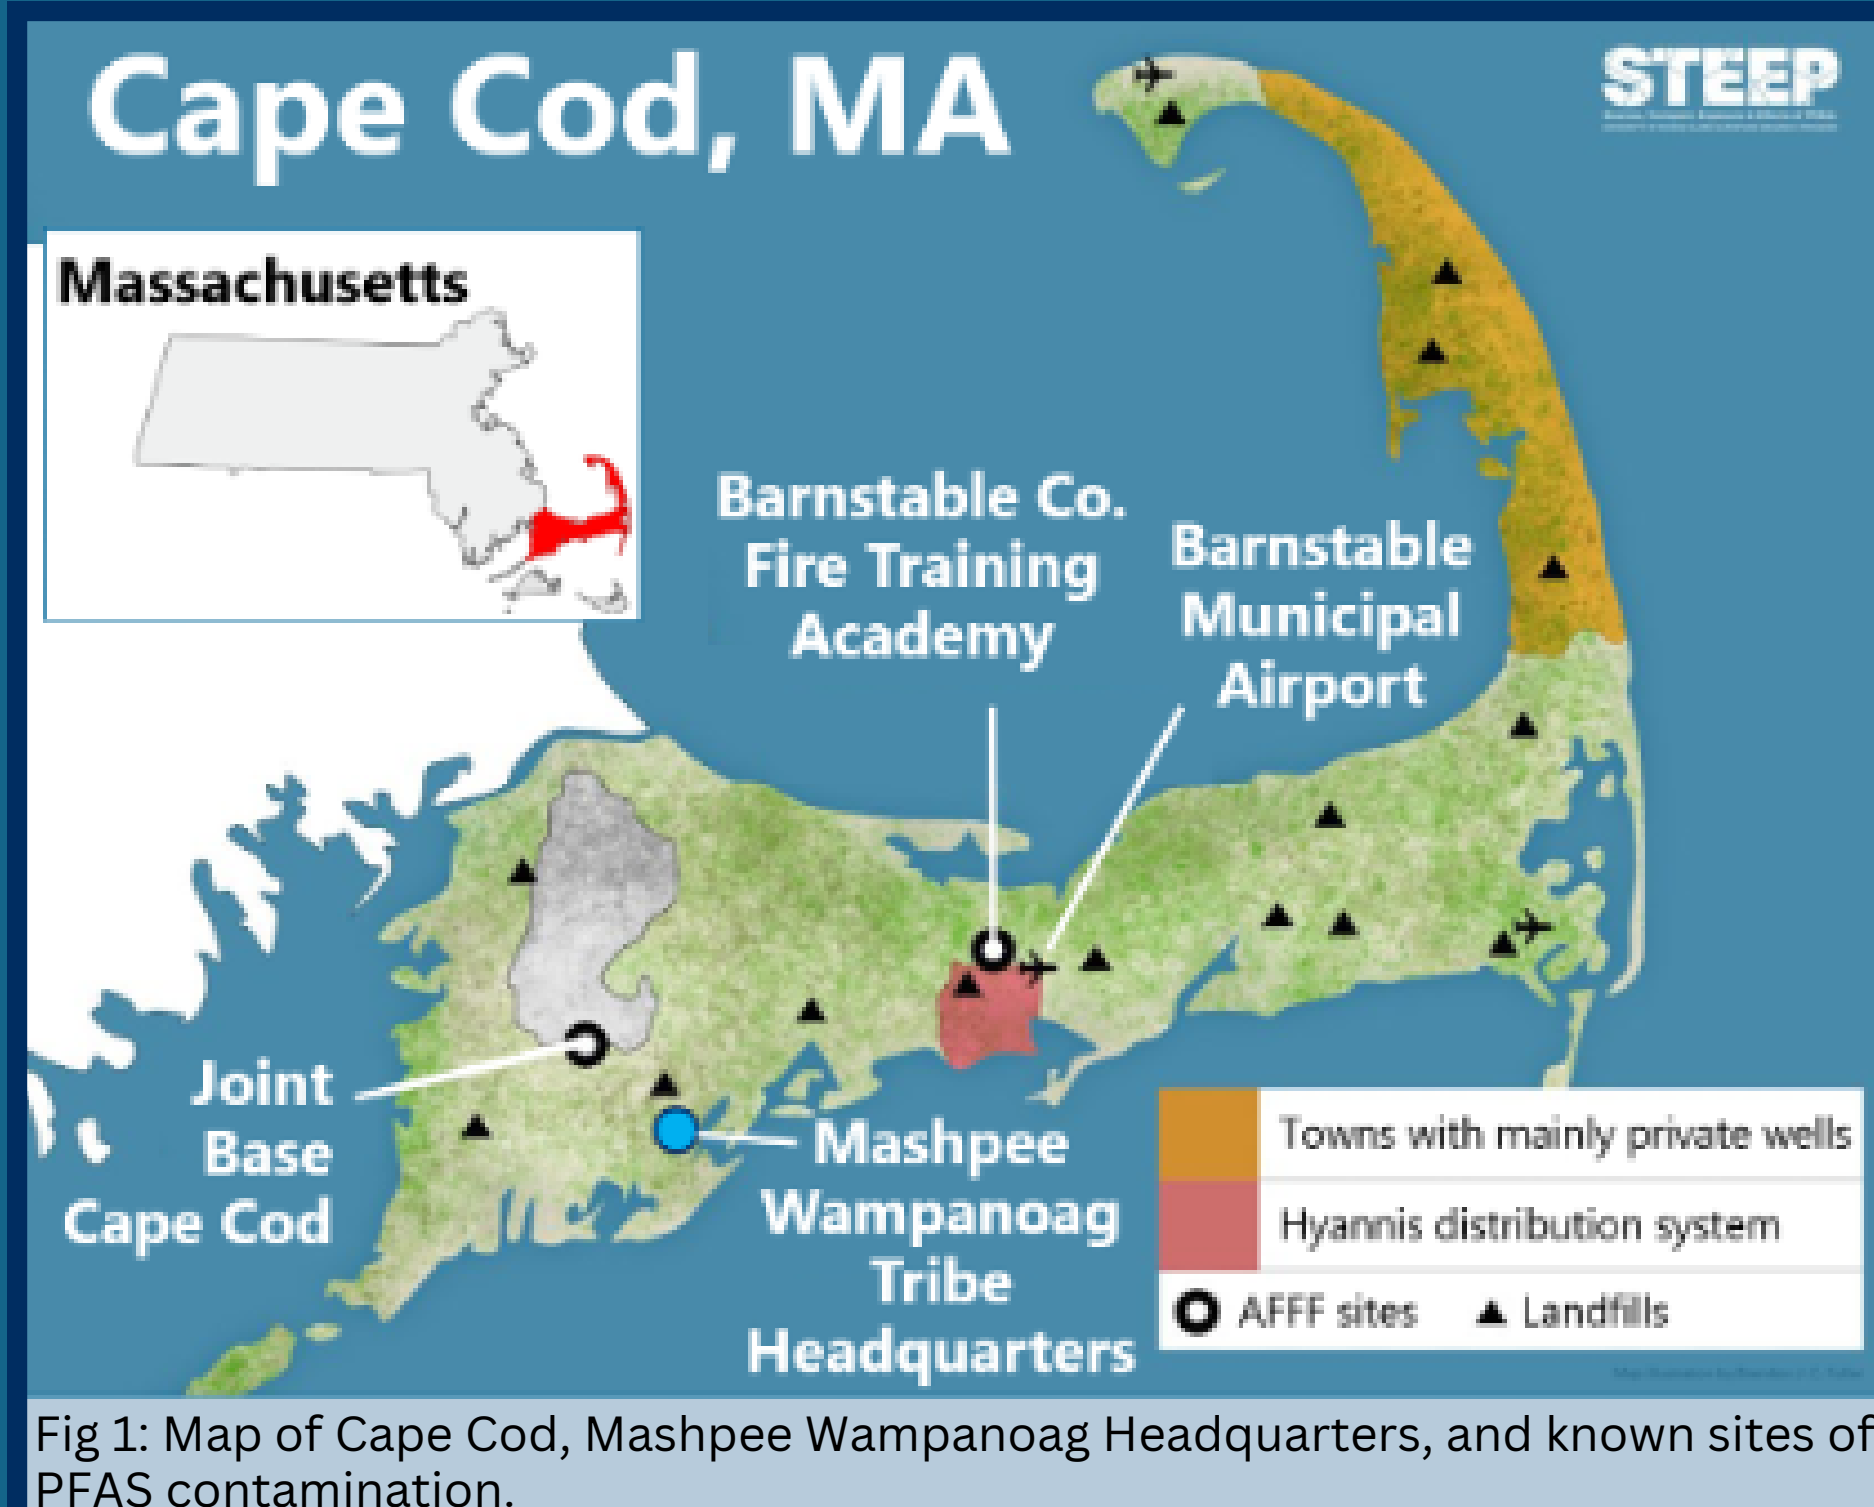 Cape Cod, MA
STEEP
Massachusetts
Barnstable Co.
Fire Training
Academy
Barnstable
Municipal
Airport
Joint
Base
Cape Cod
Mashpee
Wampanoag
Tribe
Headquarters
Towns with mainly private wells
Hyannis distribution system
AFFF sites
Landfills
Fig 1: Map of Cape Cod, Mashpee Wampanoag Headquarters, and known sites of
PFAS contamination.